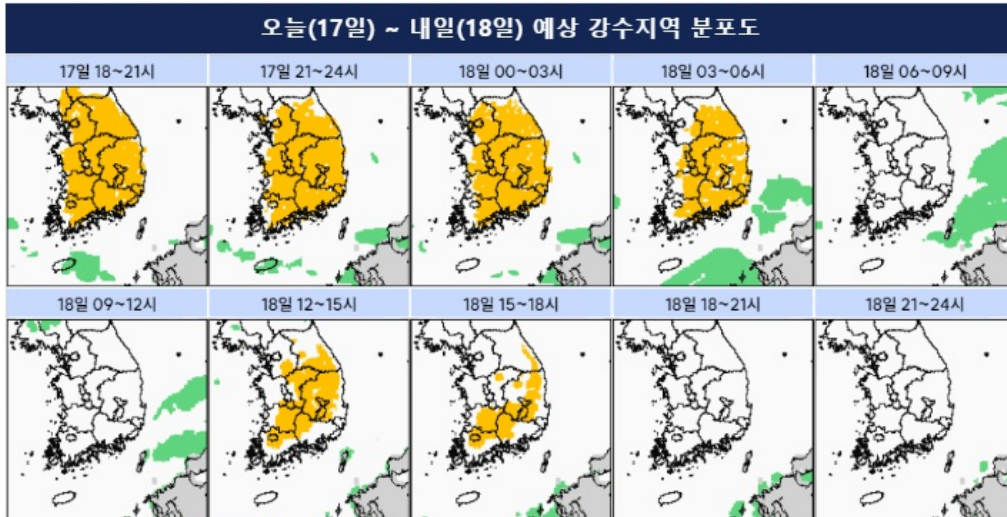 오늘(17일) ~ 내일(18일) 예상 강수지역 분포도
17일 18~21시
17일 21~24시
18일 00~03시
18일 03~06시
18일 06~09시
18일 09~12시
18일 12~15시
18일 15~18시
18일 18~21시
18일 21~24시